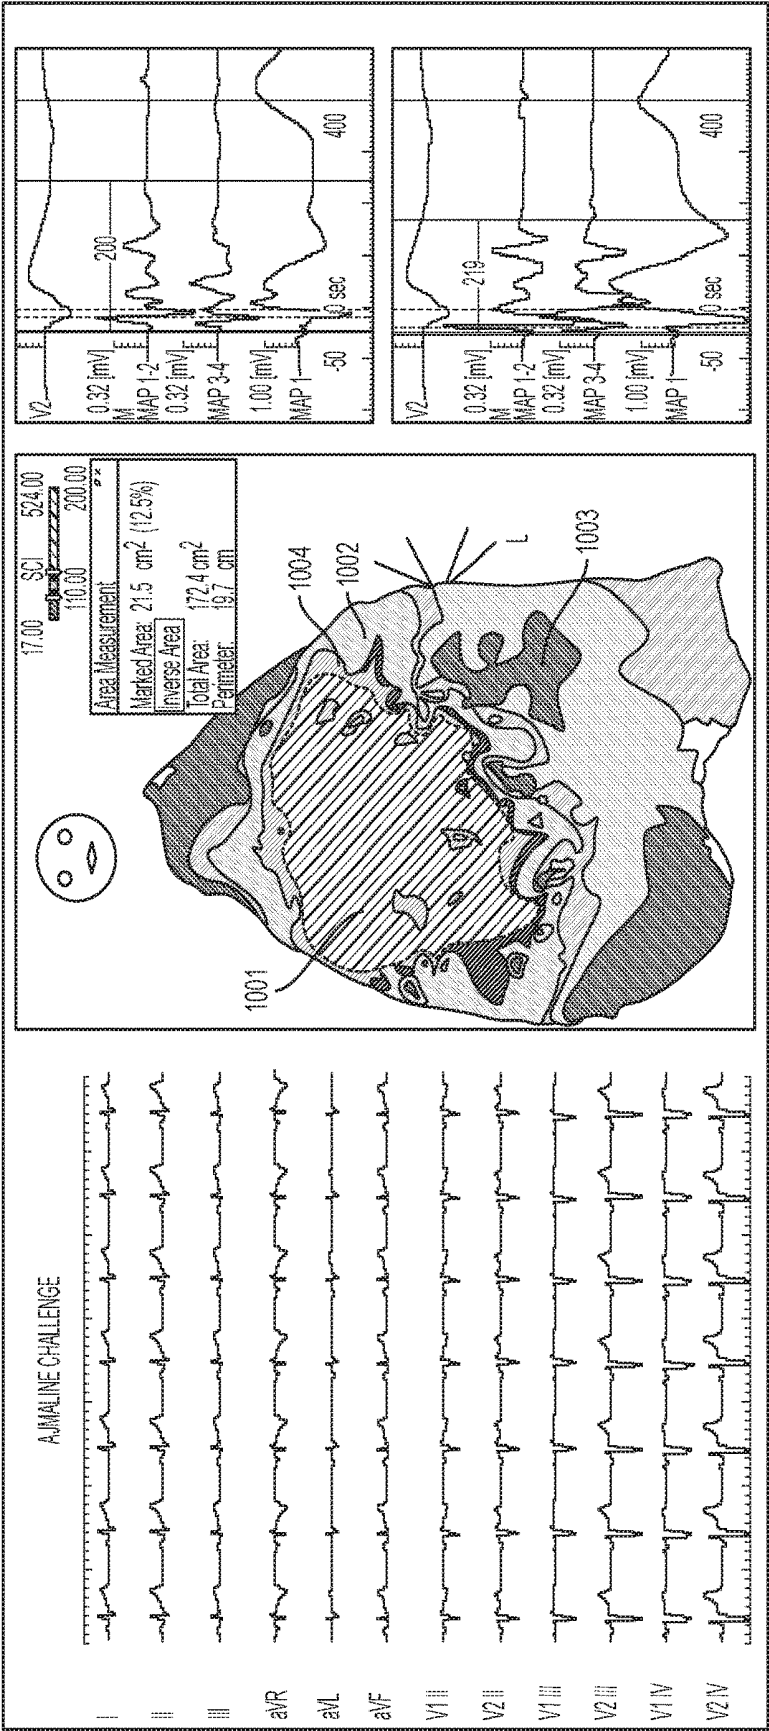 AJMALINE CHALLENGE
I
II
III
aVR
aVL
aVF
V1 II
V2 II
V1 III
V2 III
V1 IV
V2 IV
17.00 SCI 524.00
110.00 200.00
Area Measurement
Marked Area: 21.5 cm² (12.5%)
Inverse Area
Total Area: 172.4 cm²
Perimeter: 19.7 cm
1001
1004
1002
1003
L
V2
200
0.32 [mV]
M
MAP 1-2
0.32 [mV]
MAP 3-4
1.00 [mV]
MAP 1
-50 0 sec 400
V2
219
0.32 [mV]
M
MAP 1-2
0.32 [mV]
MAP 3-4
1.00 [mV]
MAP 1
-50 0 sec 400